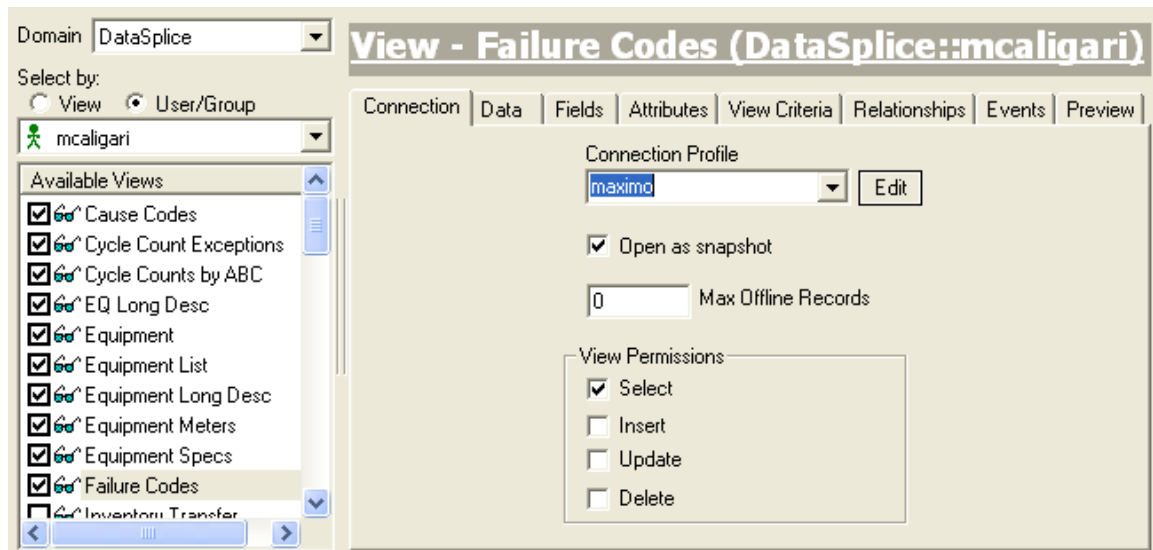 Domain DataSplice
Select by:
View User/Group
mcaligari
Available Views
Cause Codes
Cycle Count Exceptions
Cycle Counts by ABC
EQ Long Desc
Equipment
Equipment List
Equipment Long Desc
Equipment Meters
Equipment Specs
Failure Codes
Inventory Transfer
View - Failure Codes (DataSplice::mcaligari)
Connection Data Fields Attributes View Criteria Relationships Events Preview
Connection Profile
maximo Edit
Open as snapshot
0 Max Offline Records
View Permissions
Select
Insert
Update
Delete